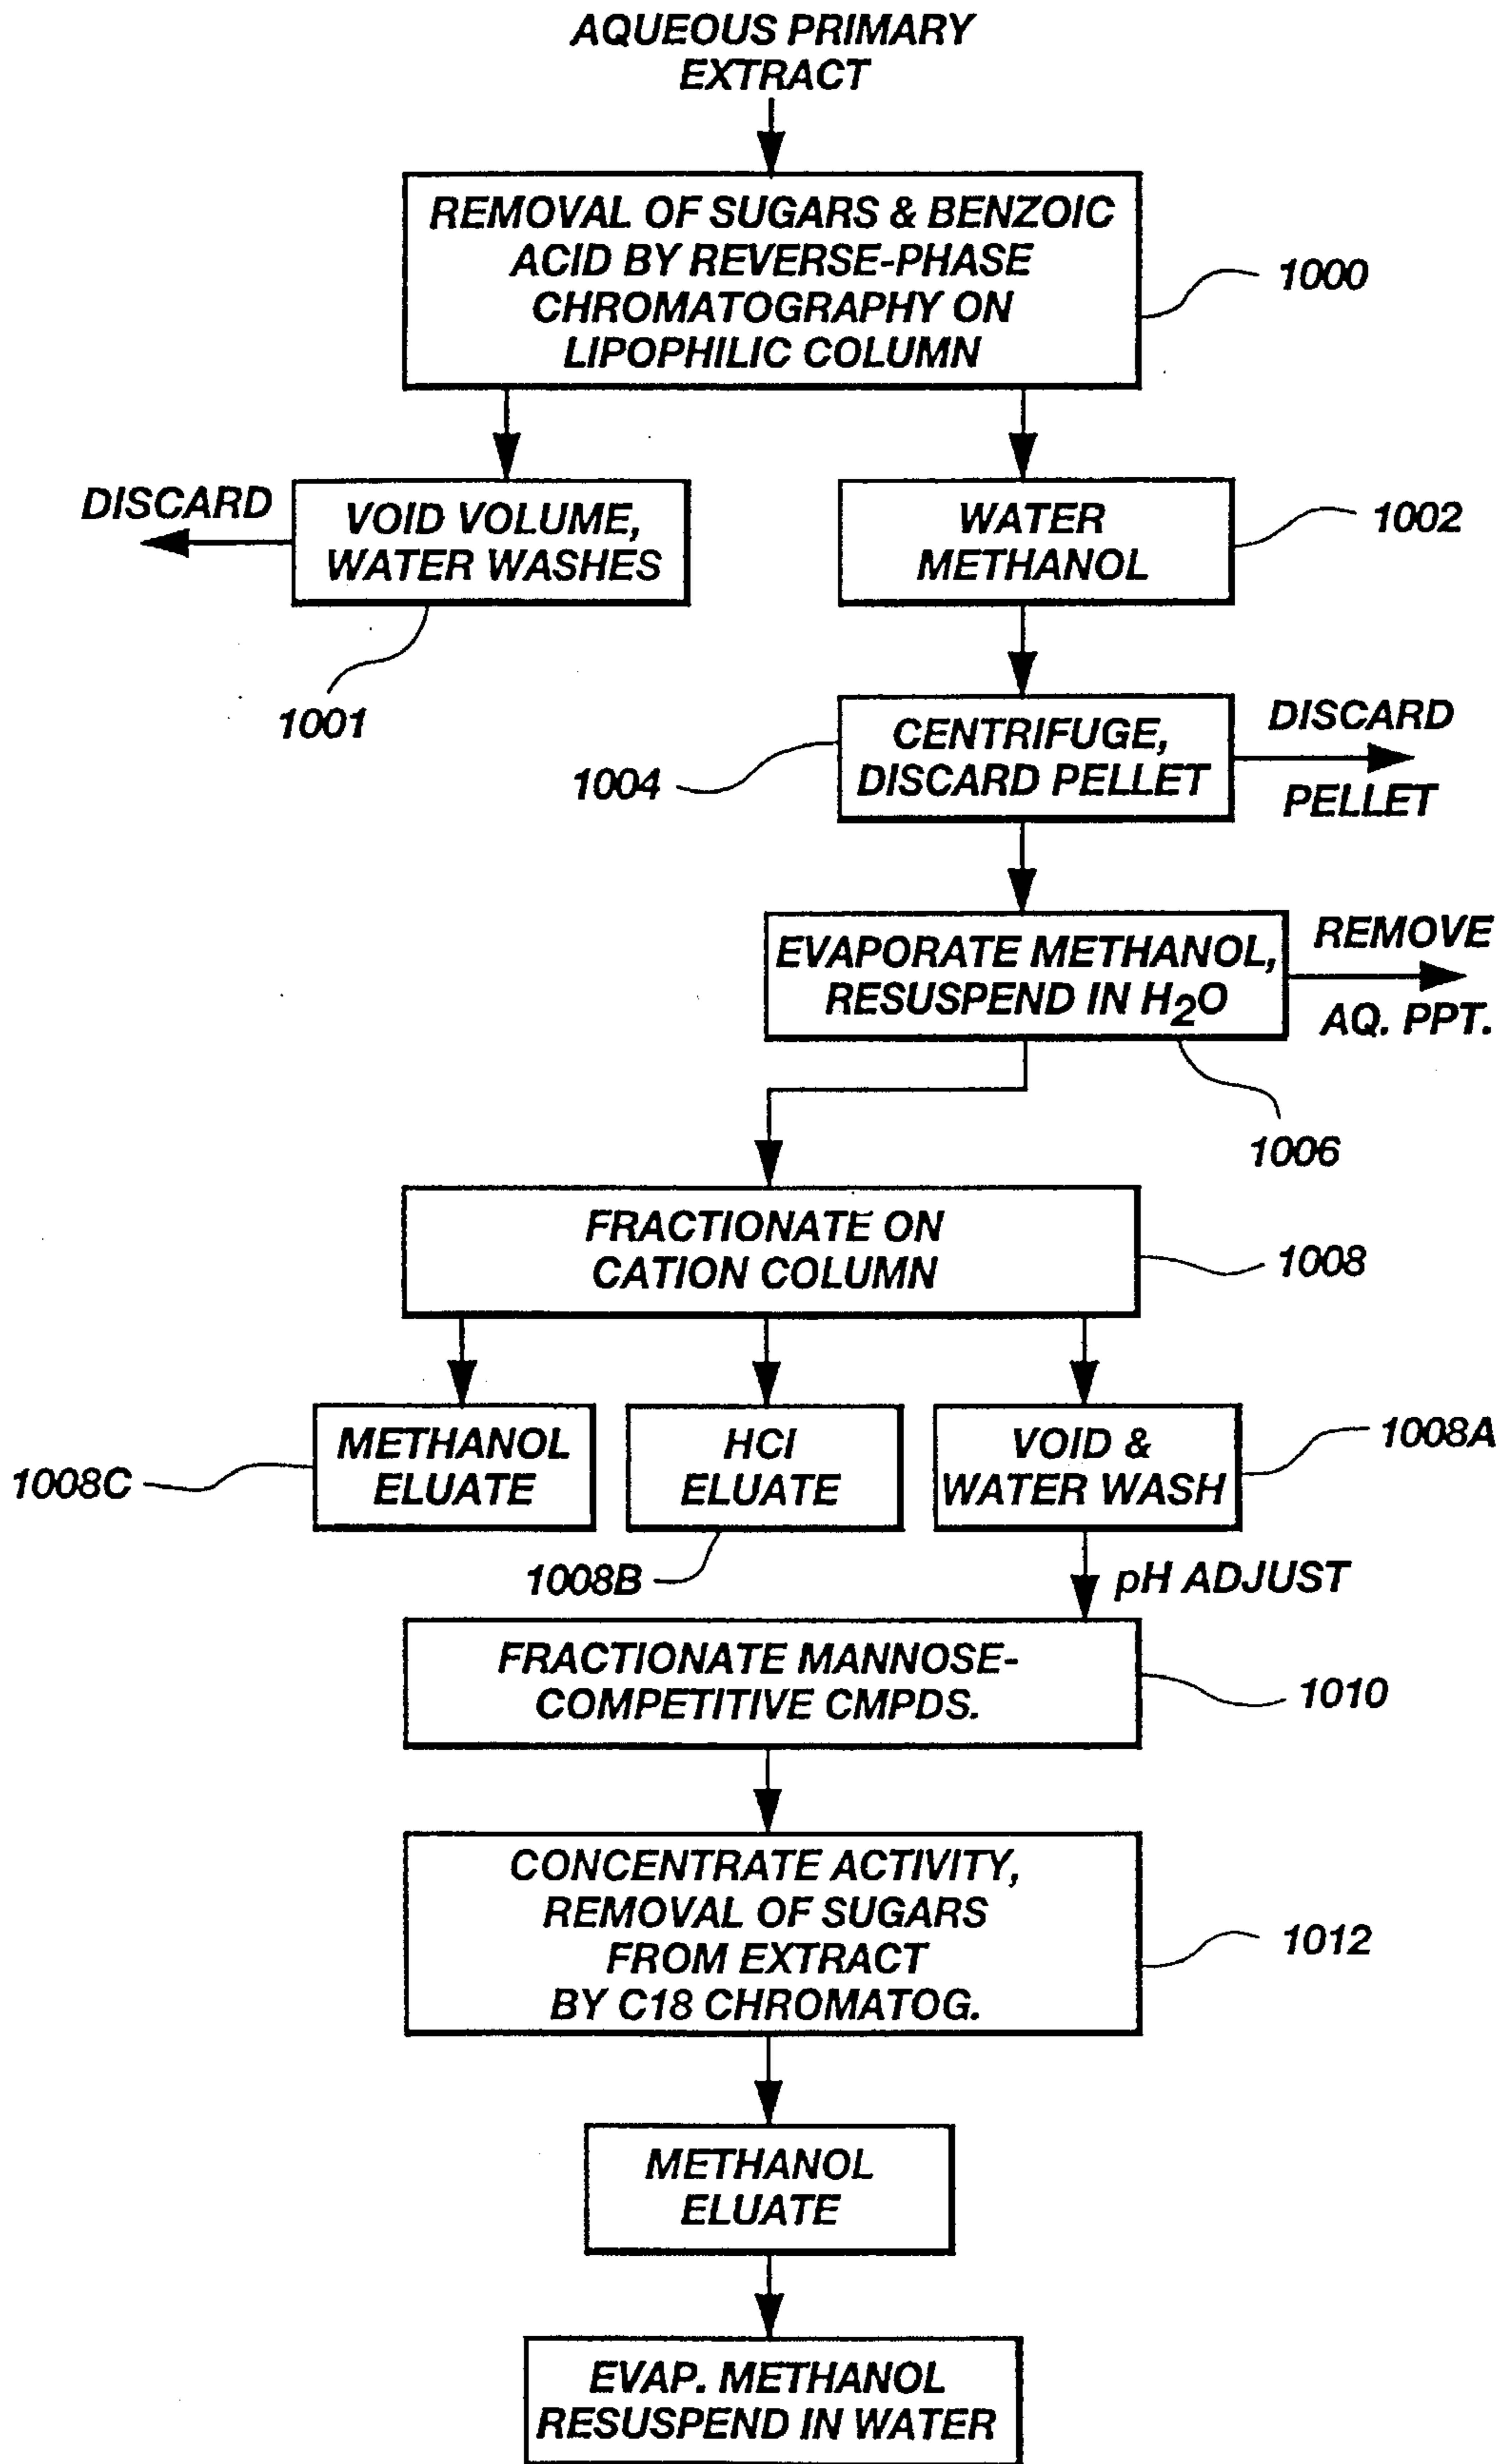 AQUEOUS PRIMARY
EXTRACT
REMOVAL OF SUGARS & BENZOIC
ACID BY REVERSE-PHASE
CHROMATOGRAPHY ON
LIPOPHILIC COLUMN
1000
DISCARD
VOID VOLUME,
WATER WASHES
1001
WATER
METHANOL
1002
CENTRIFUGE,
DISCARD PELLET
1004
DISCARD
PELLET
EVAPORATE METHANOL,
RESUSPEND IN H2O
REMOVE
AQ. PPT.
1006
FRACTIONATE ON
CATION COLUMN
1008
METHANOL
ELUATE
1008C
HCl
ELUATE
1008B
VOID &
WATER WASH
1008A
pH ADJUST
FRACTIONATE MANNOSE-
COMPETITIVE CMPDS.
1010
CONCENTRATE ACTIVITY,
REMOVAL OF SUGARS
FROM EXTRACT
BY C18 CHROMATOG.
1012
METHANOL
ELUATE
EVAP. METHANOL
RESUSPEND IN WATER